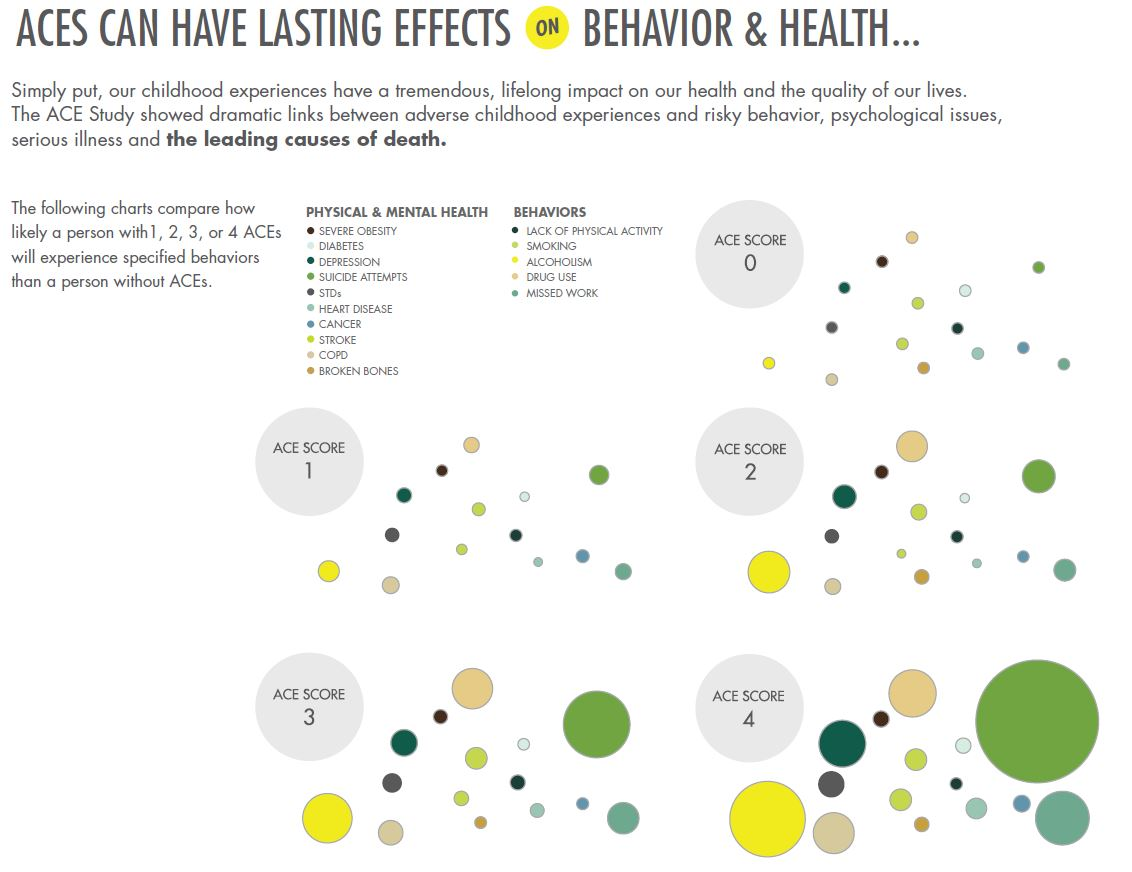 ACES CAN HAVE LASTING EFFECTS ON BEHAVIOR & HEALTH...
Simply put, our childhood experiences have a tremendous, lifelong impact on our health and the quality of our lives.
The ACE Study showed dramatic links between adverse childhood experiences and risky behavior, psychological issues,
serious illness and the leading causes of death.
The following charts compare how
likely a person with1, 2, 3, or 4 ACEs
will experience specified behaviors
than a person without ACEs.
PHYSICAL & MENTAL HEALTH
SEVERE OBESITY
DIABETES
DEPRESSION
SUICIDE ATTEMPTS
STDs
HEART DISEASE
CANCER
STROKE
COPD
BROKEN BONES
BEHAVIORS
LACK OF PHYSICAL ACTIVITY
SMOKING
ALCOHOLISM
DRUG USE
MISSED WORK
ACE SCORE
0
ACE SCORE
1
ACE SCORE
2
ACE SCORE
3
ACE SCORE
4